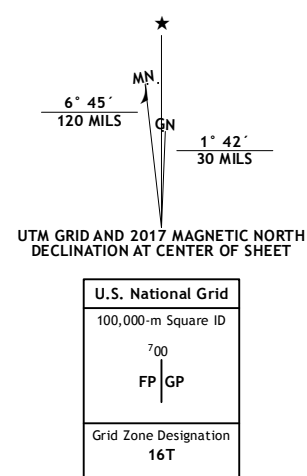 ★
MN.
GN
6° 45´
120 MILS
1° 42´
30 MILS
UTM GRID AND 2017 MAGNETIC NORTH
DECLINATION AT CENTER OF SHEET
U.S. National Grid
100,000-m Square ID
⁷00
FP GP
Grid Zone Designation
16T